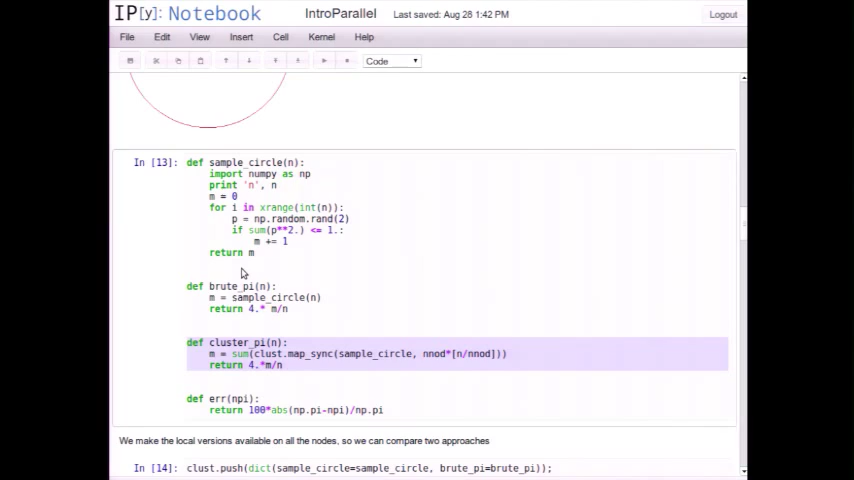 IP[y]: Notebook IntroParallel Last saved: Aug 28 1:42 PM Logout
File Edit View Insert Cell Kernel Help
Code
In [13]: def sample_circle(n):
import numpy as np
print 'n', n
m = 0
for i in xrange(int(n)):
p = np.random.rand(2)
if sum(p**2.) <= 1.:
m += 1
return m
def brute_pi(n):
m = sample_circle(n)
return 4.* m/n
def cluster_pi(n):
m = sum(clust.map_sync(sample_circle, nnod*[n/nnod]))
return 4.*m/n
def err(npi):
return 100*abs(np.pi-npi)/np.pi
We make the local versions available on all the nodes, so we can compare two approaches
In [14]: clust.push(dict(sample_circle=sample_circle, brute_pi=brute_pi));